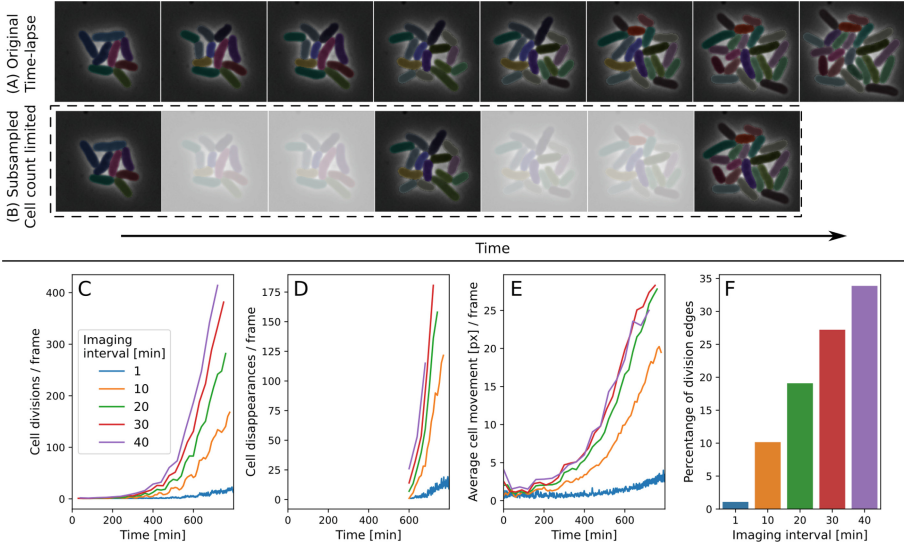 (A) Original
Time-lapse
(B) Subsampled
Cell count limited
Time
C
Cell divisions / frame
400
300
200
100
0
Imaging
interval [min]
1
10
20
30
40
0 200 400 600
Time [min]
D
Cell disappearances / frame
175
150
125
100
75
50
25
0
0 200 400 600
Time [min]
E
Average cell movement [px] / frame
25
20
15
10
5
0
0 200 400 600
Time [min]
F
Percentange of division edges
35
30
25
20
15
10
5
0
1 10 20 30 40
Imaging interval [min]